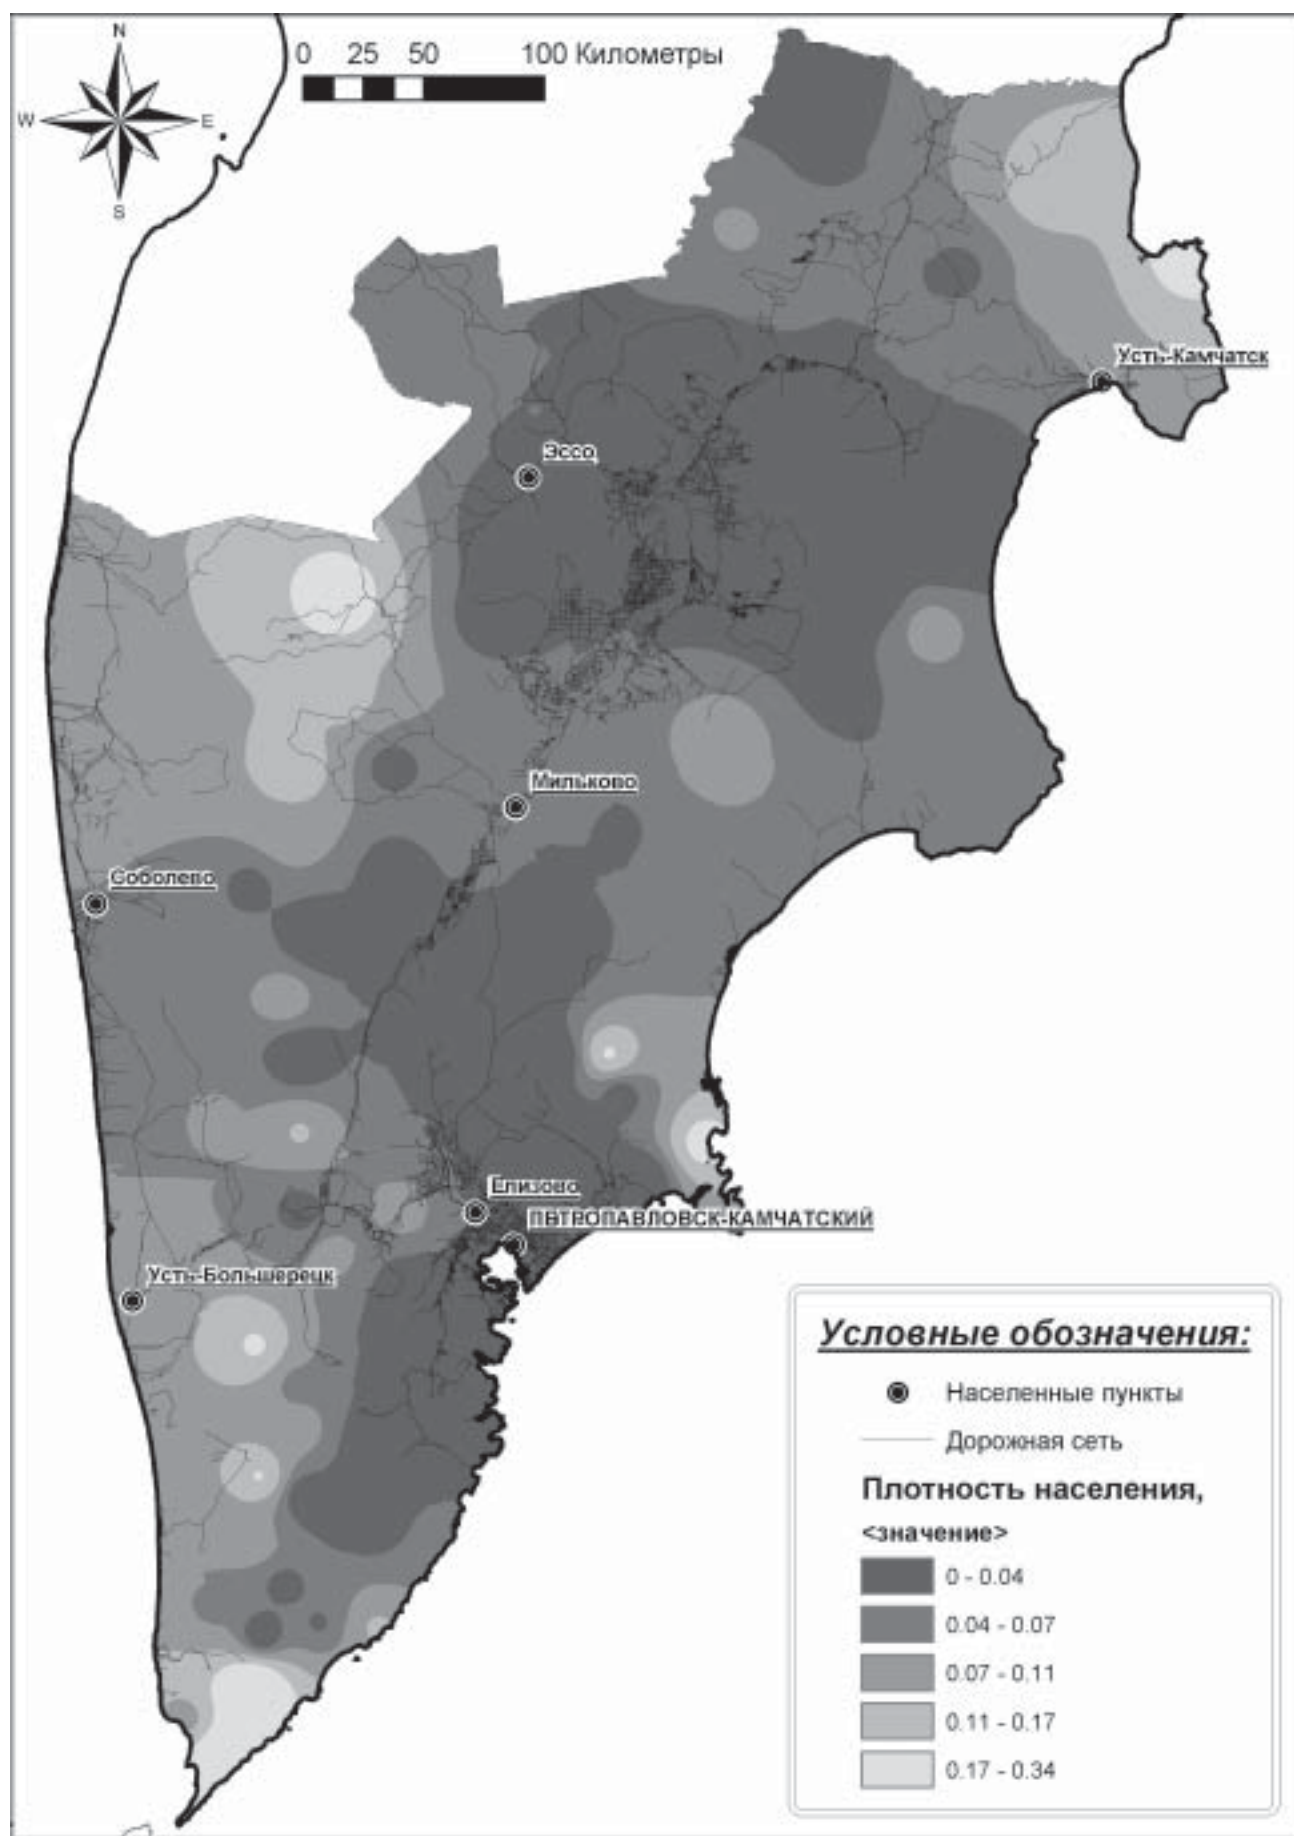 N
W
E
S
0 25 50 100 Километры
Усть-Камчатск
Эссо
Мильково
Соболево
Елизово
ПЕТРОПАВЛОВСК-КАМЧАТСКИЙ
Усть-Большерецк
Условные обозначения:
Населенные пункты
Дорожная сеть
Плотность населения,
<значение>
0 - 0.04
0.04 - 0.07
0.07 - 0.11
0.11 - 0.17
0.17 - 0.34